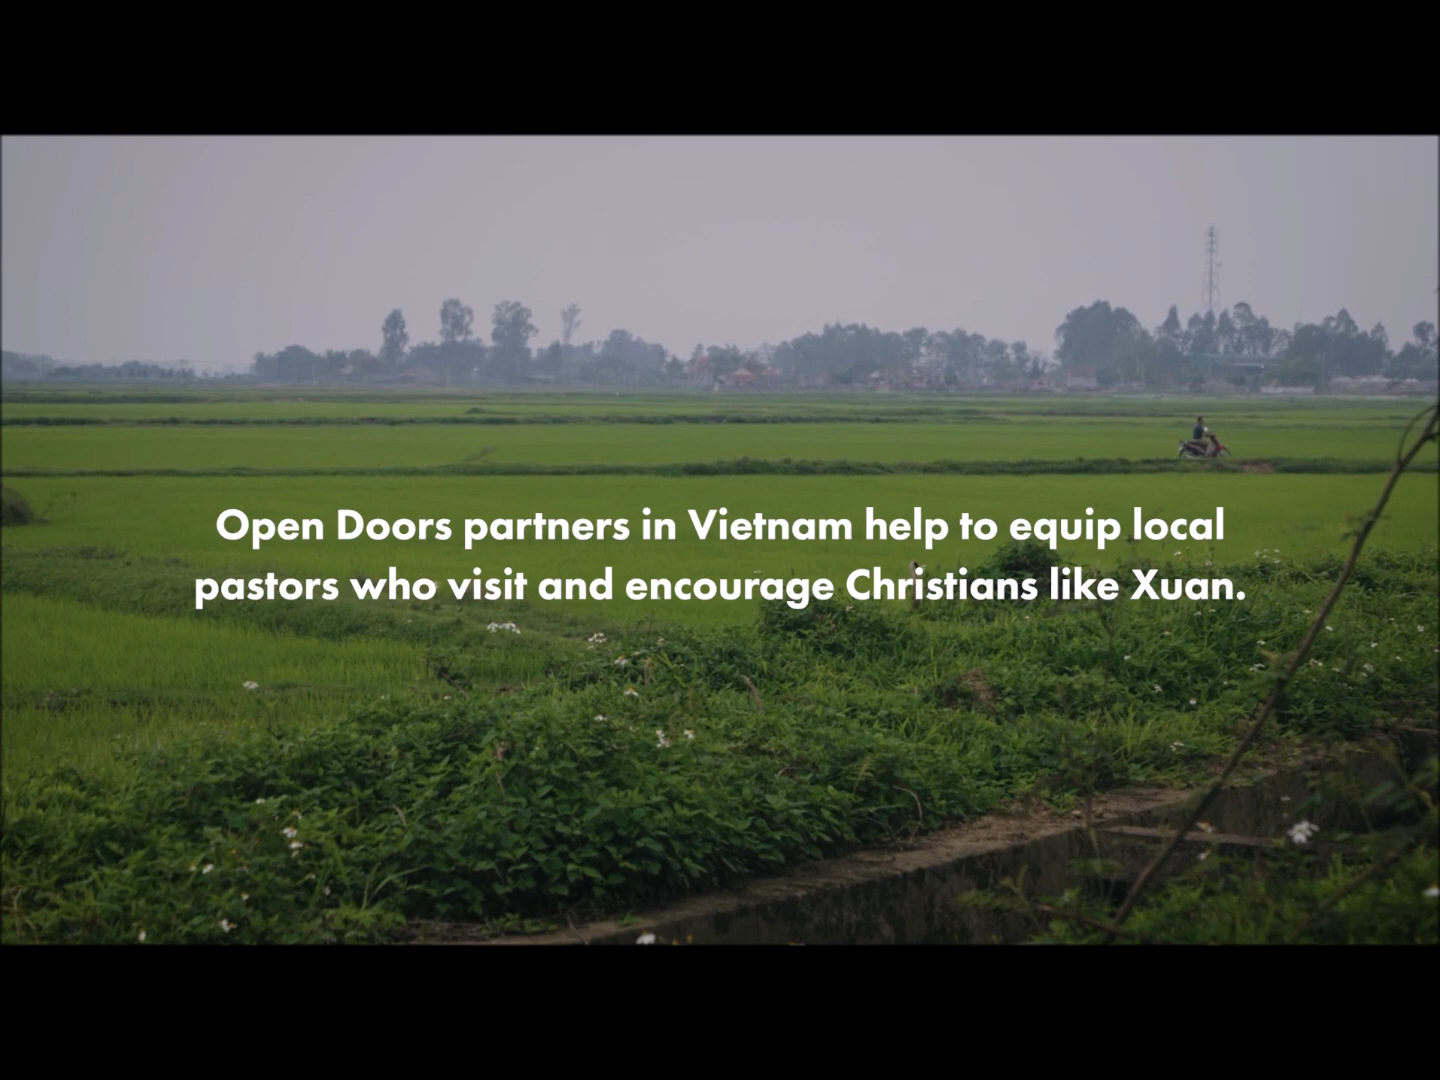 Open Doors partners in Vietnam help to equip local
pastors who visit and encourage Christians like Xuan.